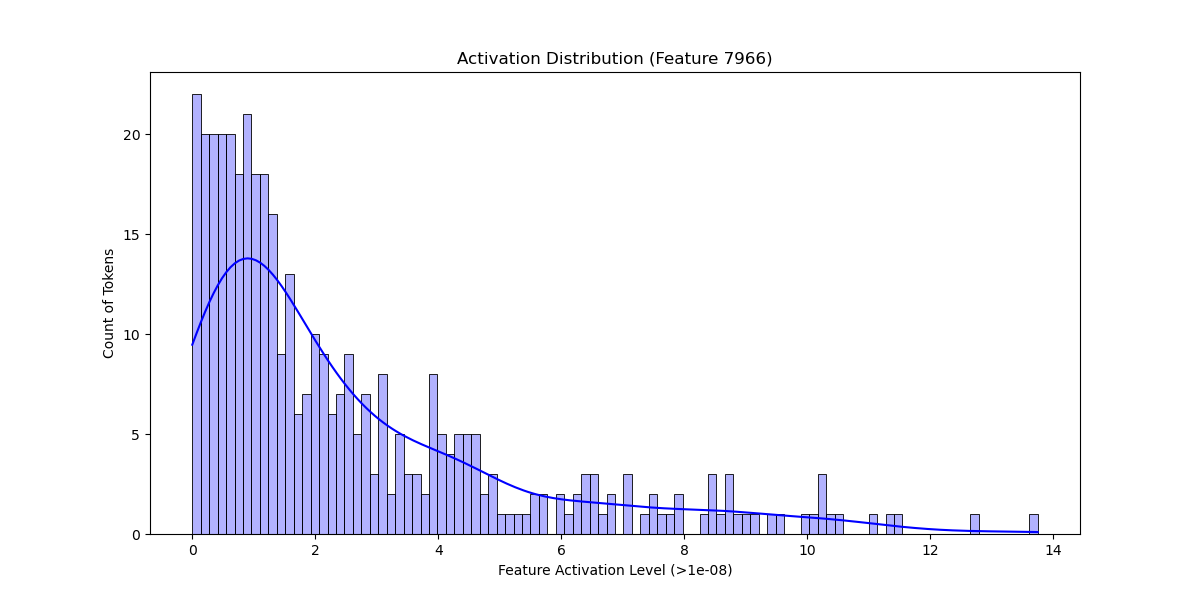 Activation Distribution (Feature 7966)
Count of Tokens
20
15
10
5
0
0 2 4 6 8 10 12 14
Feature Activation Level (>1e-08)